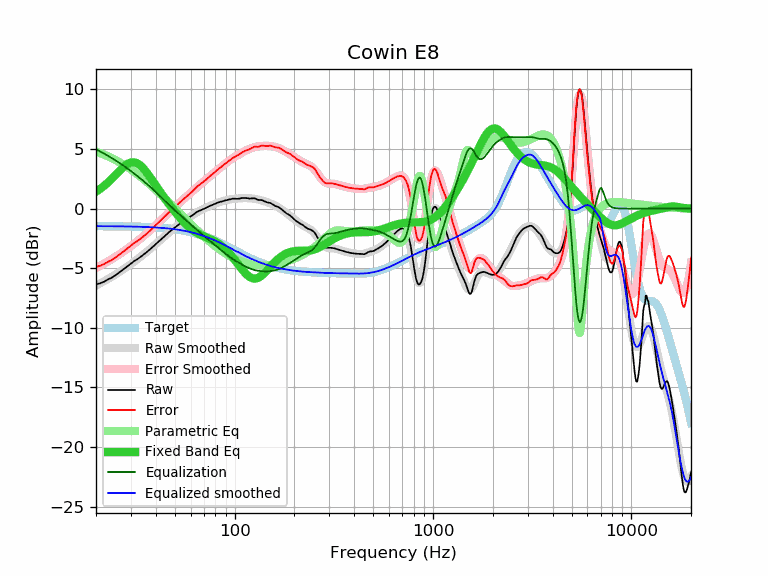 Cowin E8
10
5
0
−5
−10
−15
−20
−25
Amplitude (dBr)
Target
Raw Smoothed
Error Smoothed
Raw
Error
Parametric Eq
Fixed Band Eq
Equalization
Equalized smoothed
100
1000
10000
Frequency (Hz)